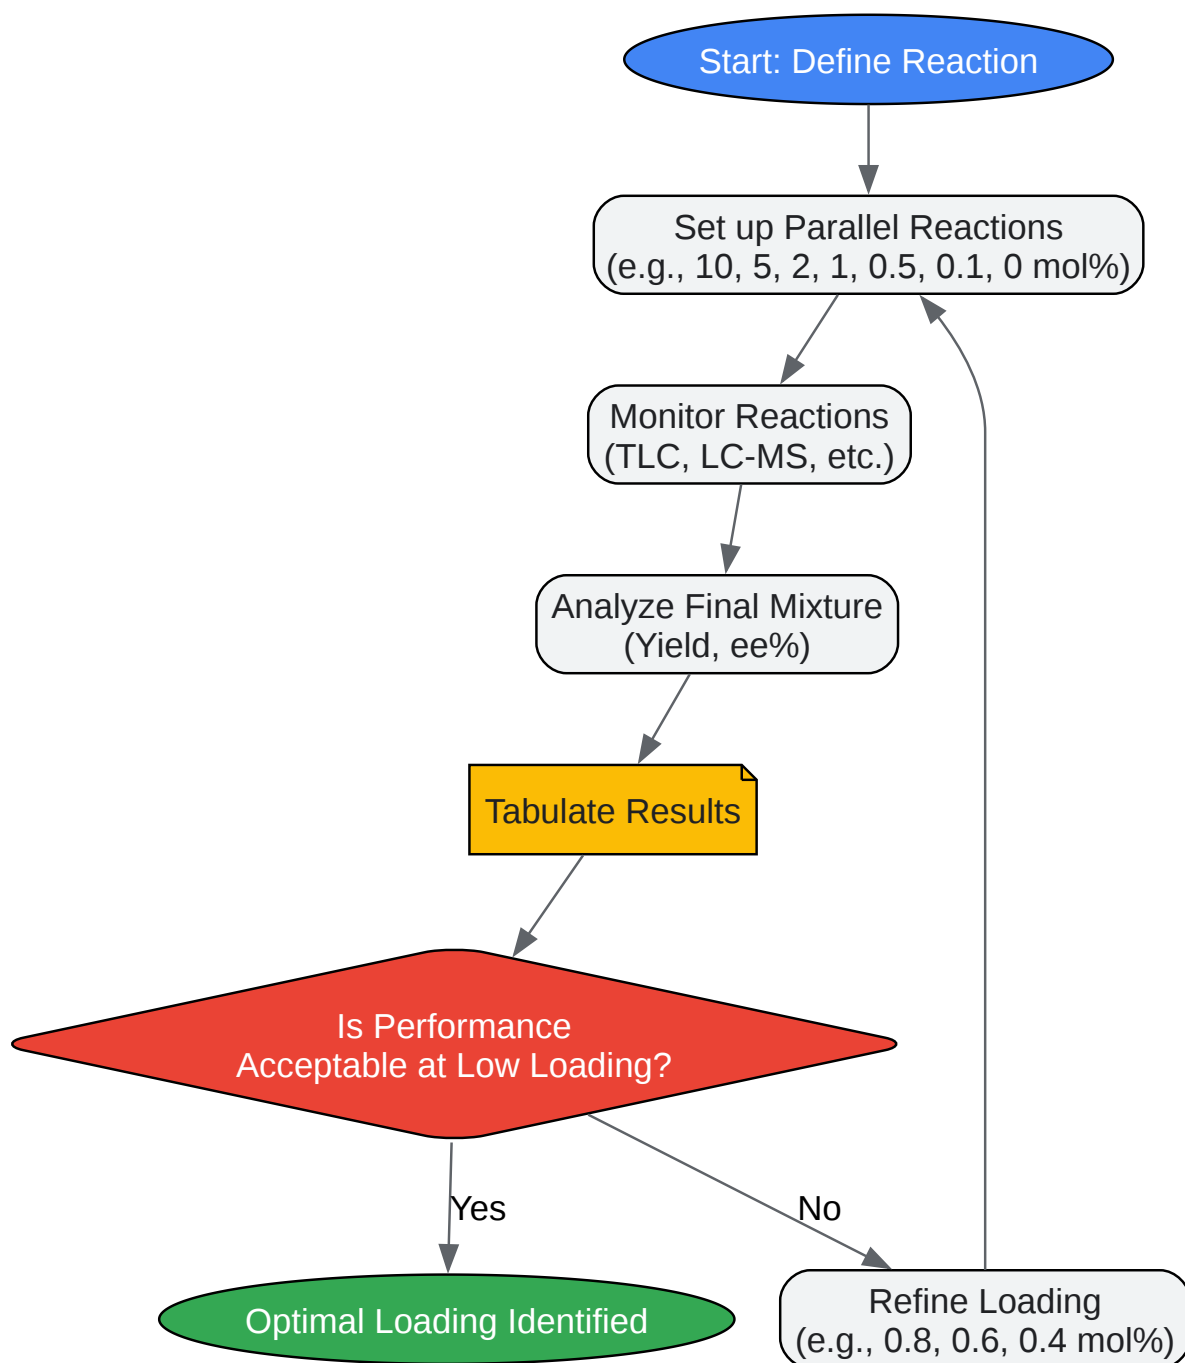 Start: Define Reaction
Set up Parallel Reactions
(e.g., 10, 5, 2, 1, 0.5, 0.1, 0 mol%)
Monitor Reactions
(TLC, LC-MS, etc.)
Analyze Final Mixture
(Yield, ee%)
Tabulate Results
Is Performance
Acceptable at Low Loading?
Yes
No
Optimal Loading Identified
Refine Loading
(e.g., 0.8, 0.6, 0.4 mol%)